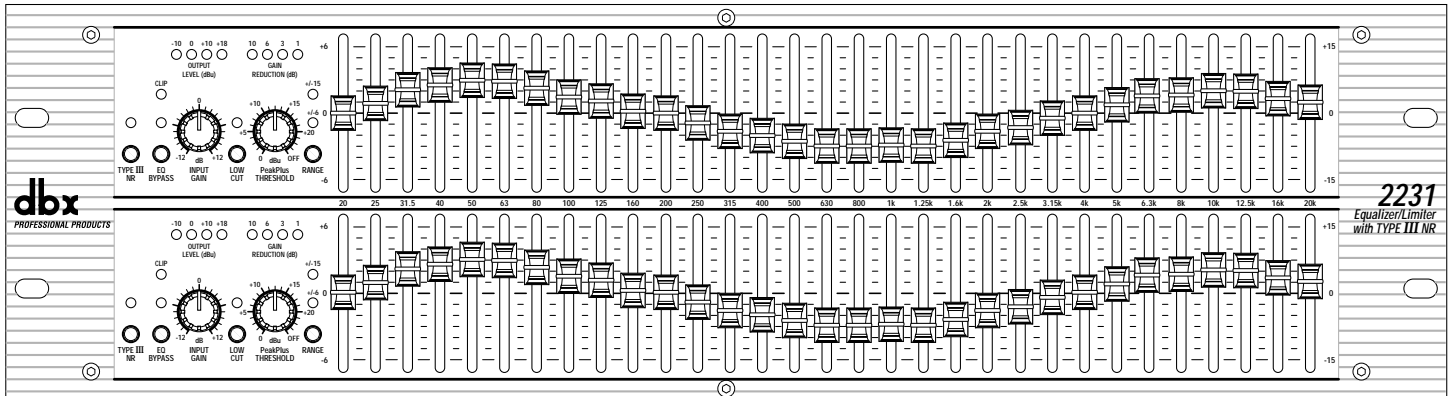 -10 0 +10 +18
OUTPUT
LEVEL (dBu)
10 6 3 1
GAIN
REDUCTION (dB)
+6
+15
CLIP
0
+10 +15
+/-15
+/-6
0
0
+5
+20
-12 dB +12
0 dBu OFF
TYPE III
NR
EQ
BYPASS
INPUT
GAIN
LOW
CUT
PeakPlus
THRESHOLD
RANGE
-6
-15
dbx
PROFESSIONAL PRODUCTS
20 25 31.5 40 50 63 80 100 125 160 200 250 315 400 500 630 800 1k 1.25k 1.6k 2k 2.5k 3.15k 4k 5k 6.3k 8k 10k 12.5k 16k 20k
2231
Equalizer/Limiter
with TYPE III NR
-10 0 +10 +18
OUTPUT
LEVEL (dBu)
10 6 3 1
GAIN
REDUCTION (dB)
+6
+15
CLIP
0
+10 +15
+/-15
+/-6
0
0
+5
+20
-12 dB +12
0 dBu OFF
TYPE III
NR
EQ
BYPASS
INPUT
GAIN
LOW
CUT
PeakPlus
THRESHOLD
RANGE
-6
-15